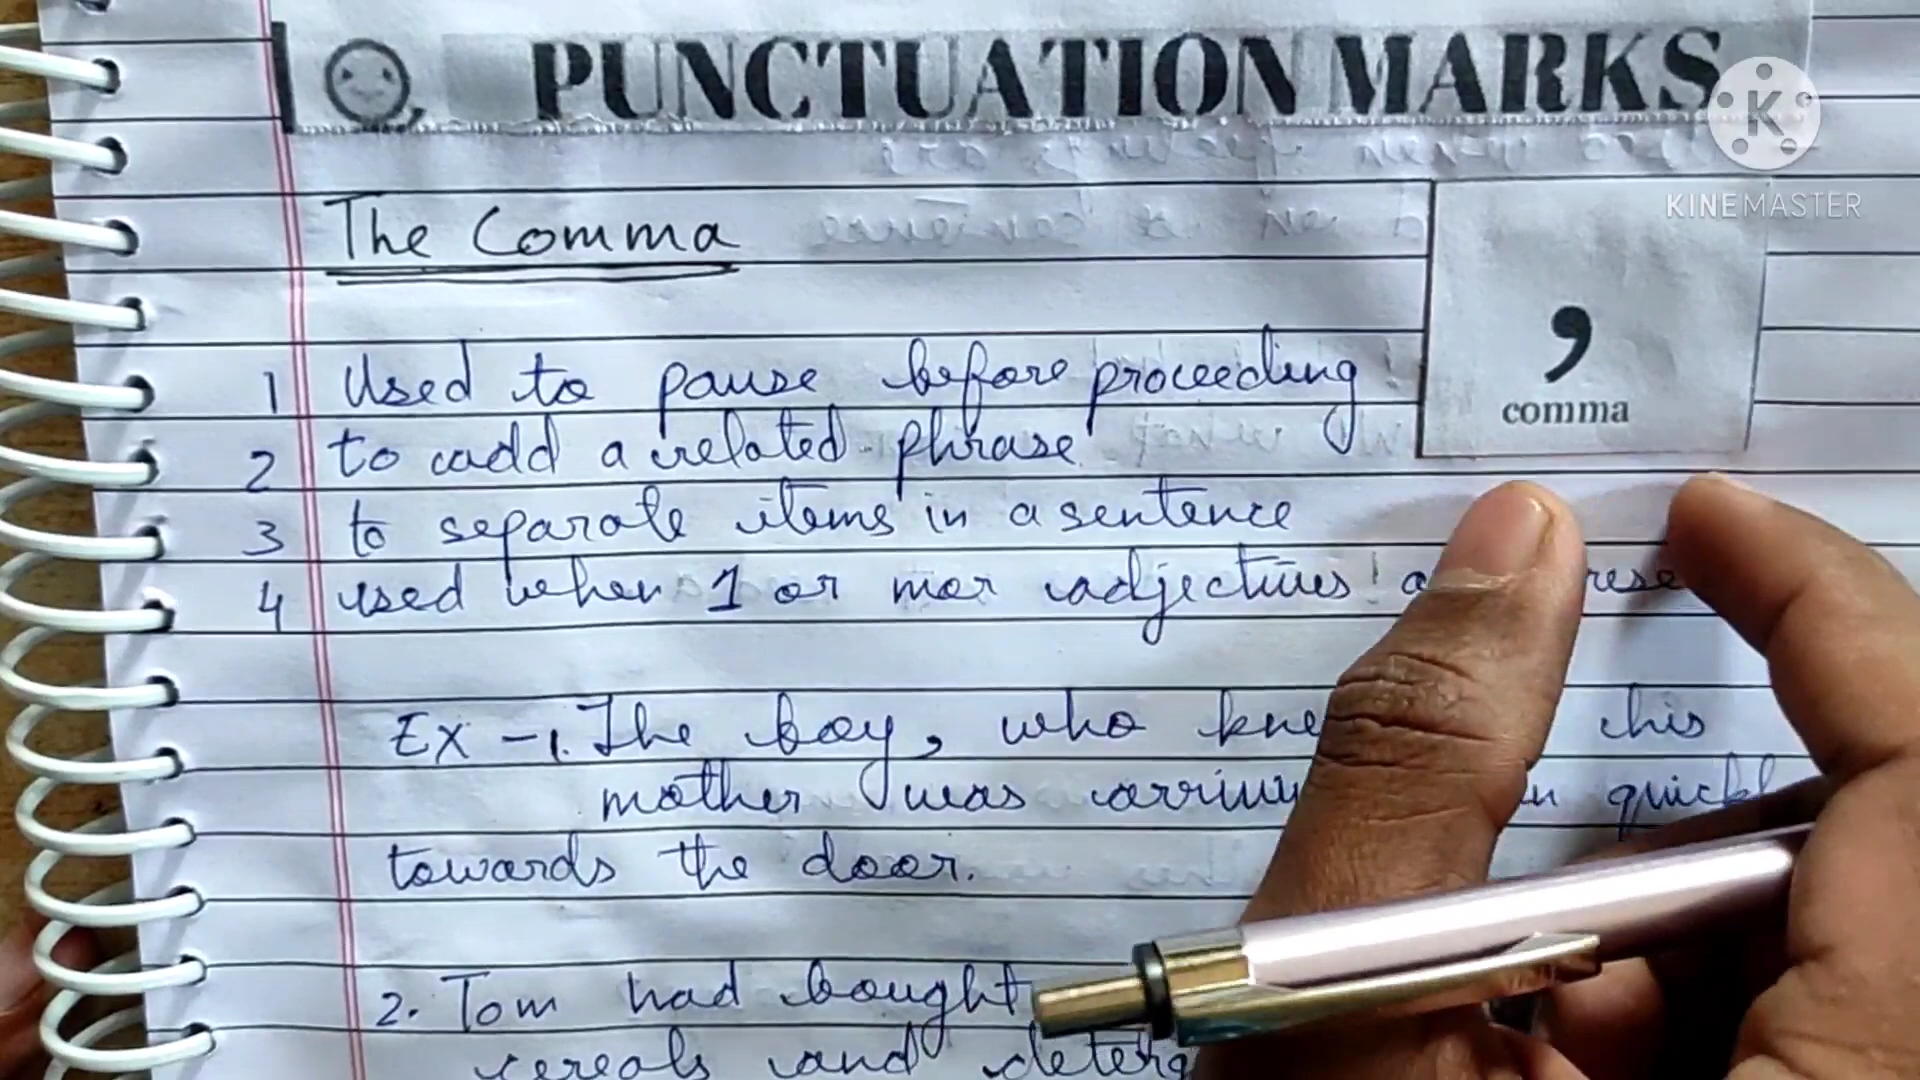 PUNCTUATION MARKS
K
KINEMASTER
The Comma
,
comma
1 Used to pause before proceeding
2 to add a related phrase
3 to separate items in a sentence
4 used when 1 or mor adjectives
Ex -1. The boy, who his
mother was
towards the door.
2. Tom had bought
cereals and